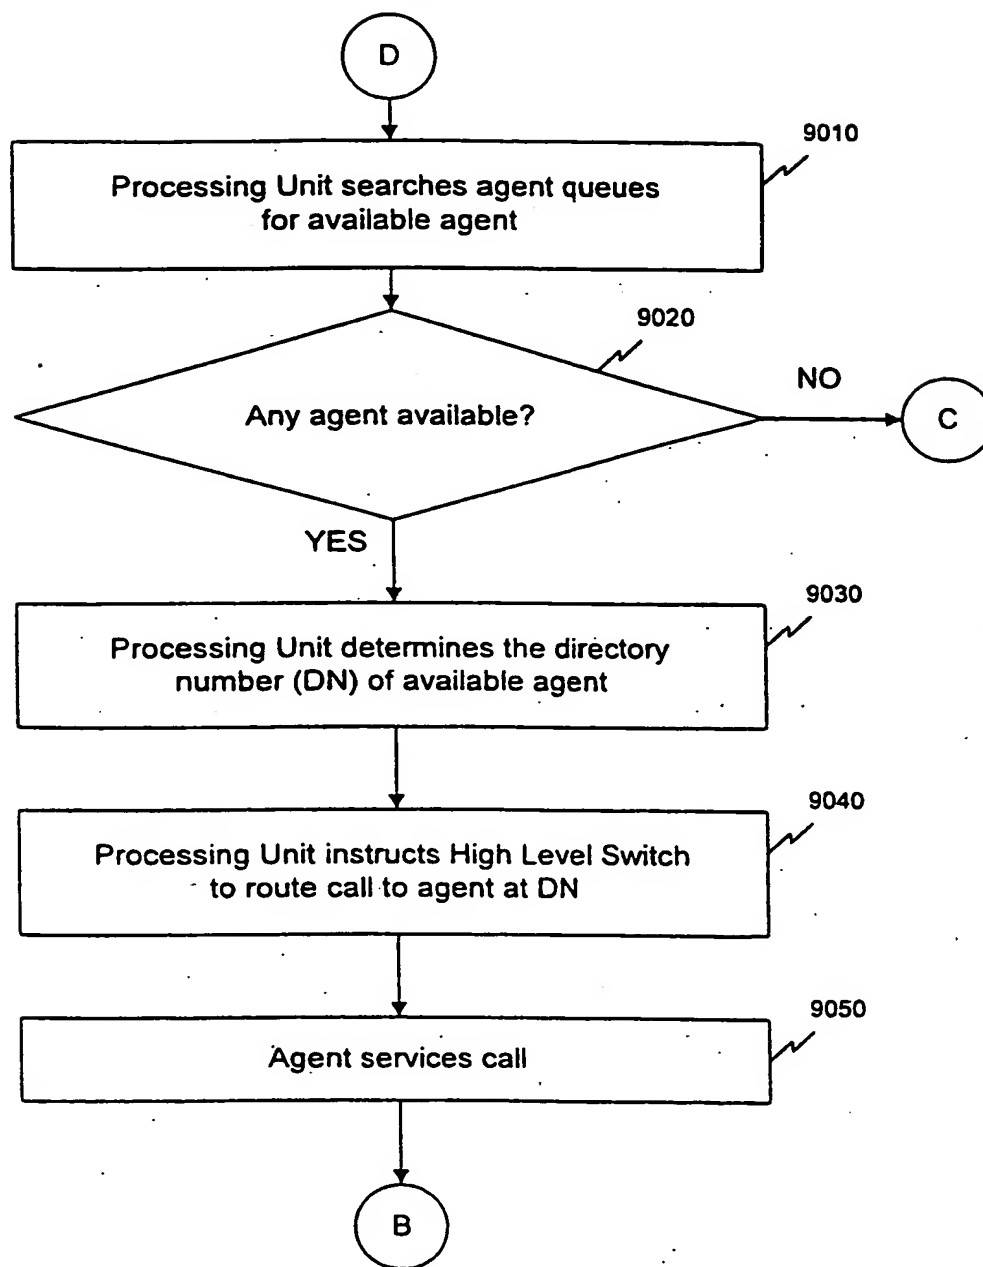 D
9010
Processing Unit searches agent queues
for available agent
9020
Any agent available?
NO
C
YES
9030
Processing Unit determines the directory
number (DN) of available agent
9040
Processing Unit instructs High Level Switch
to route call to agent at DN
9050
Agent services call
B